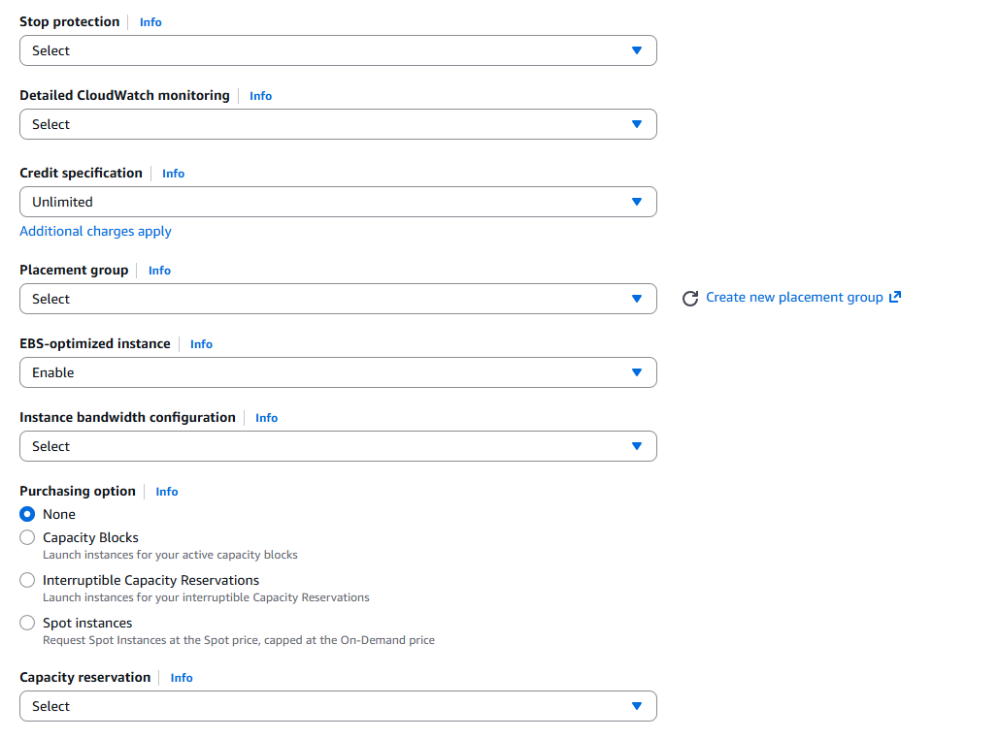 Stop protection Info
Select
Detailed CloudWatch monitoring Info
Select
Credit specification Info
Unlimited
Additional charges apply
Placement group Info
Select
Create new placement group
EBS-optimized instance Info
Enable
Instance bandwidth configuration Info
Select
Purchasing option Info
None
Capacity Blocks
Launch instances for your active capacity blocks
Interruptible Capacity Reservations
Launch instances for your interruptible Capacity Reservations
Spot instances
Request Spot Instances at the Spot price, capped at the On-Demand price
Capacity reservation Info
Select